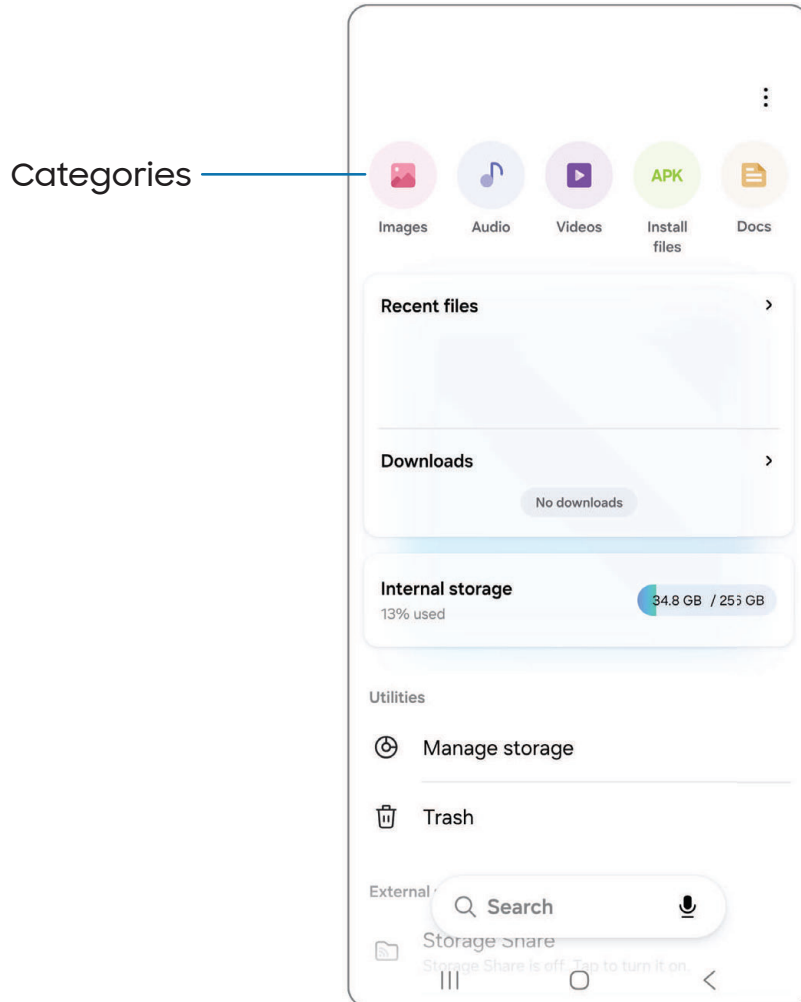 Categories
APK
Images Audio Videos Install files Docs
Recent files
Downloads
No downloads
Internal storage
13% used
34.8 GB / 256 GB
Utilities
Manage storage
Trash
External
Search
Storage Share
Storage Share is off. Tap to turn it on.